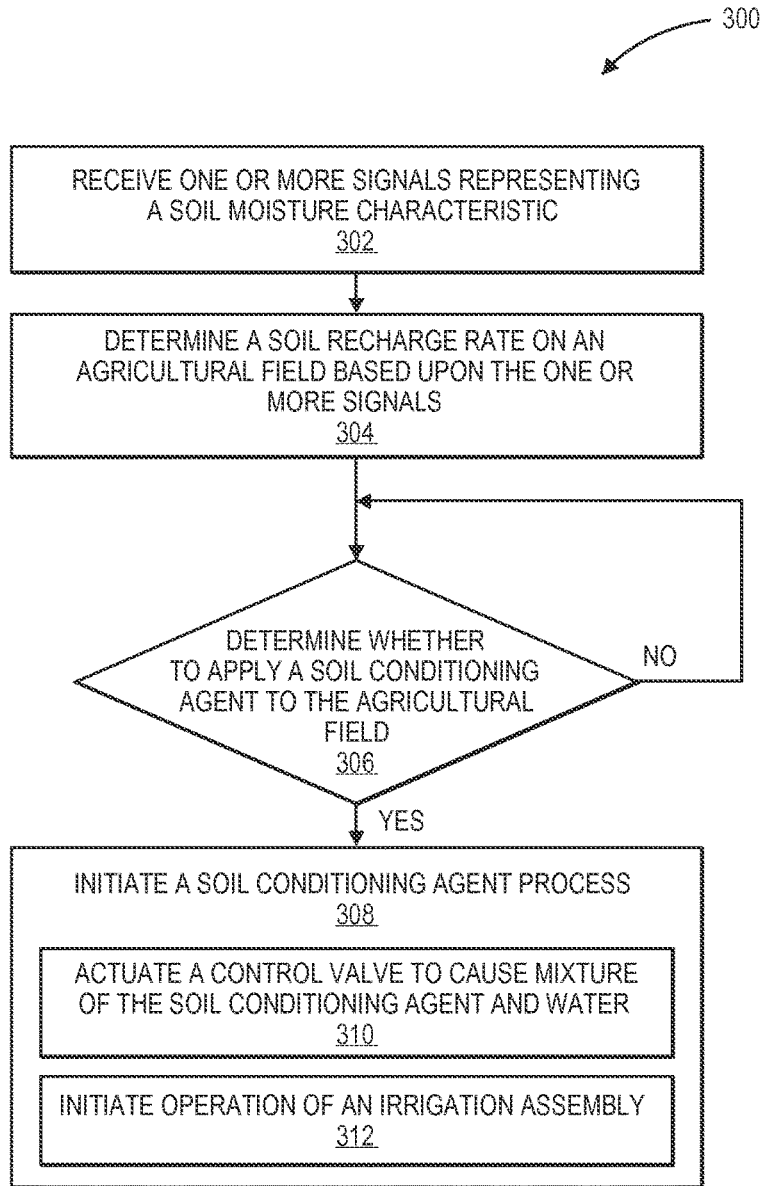 300
RECEIVE ONE OR MORE SIGNALS REPRESENTING
A SOIL MOISTURE CHARACTERISTIC
302
DETERMINE A SOIL RECHARGE RATE ON AN
AGRICULTURAL FIELD BASED UPON THE ONE OR
MORE SIGNALS
304
DETERMINE WHETHER
TO APPLY A SOIL CONDITIONING
AGENT TO THE AGRICULTURAL
FIELD
306
NO
YES
INITIATE A SOIL CONDITIONING AGENT PROCESS
308
ACTUATE A CONTROL VALVE TO CAUSE MIXTURE
OF THE SOIL CONDITIONING AGENT AND WATER
310
INITIATE OPERATION OF AN IRRIGATION ASSEMBLY
312